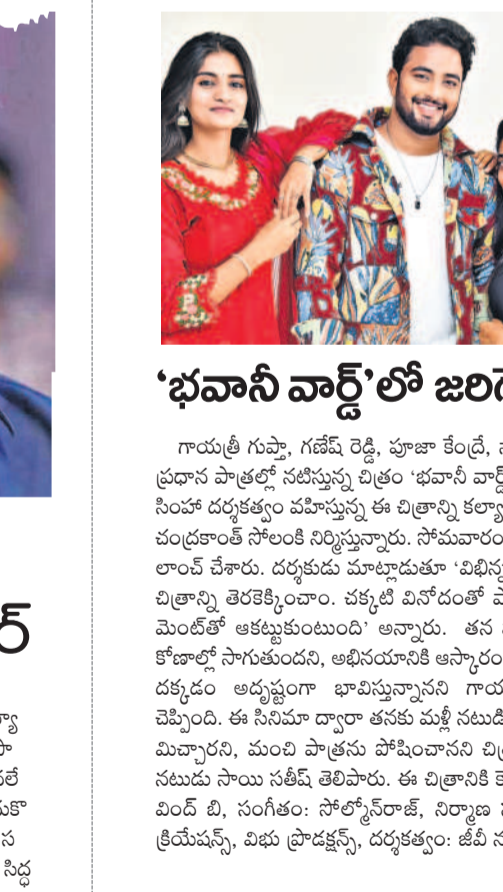 ‘భవానీ వార్డ్’లో జరిగె
గాయత్రీ గుప్తా, గణేష్ రెడ్డి, పూజా కేంద్రే,
ప్రధాన పాత్రల్లో నటిస్తున్న చిత్రం ‘భవానీ వార్డ్
సింహా దర్శకత్వం వహిస్తున్న ఈ చిత్రాన్ని కల్యా
చంద్రకాంత్ సోలంకి నిర్మిస్తున్నారు. సోమవారం
లాంచ్ చేశారు. దర్శకుడు మాట్లాడుతూ ‘విభిన్న
చిత్రాన్ని తెరకెక్కించాం. చక్కటి వినోదంతో
మెంట్‌తో ఆకట్టుకుంటుంది’ అన్నారు. తన
కోణాల్లో సాగుతుందని, అభినయానికి ఆస్కారం
దక్కడం అదృష్టంగా భావిస్తున్నానని గాయ
చెప్పింది. ఈ సినిమా ద్వారా తనకు మళ్లీ నటుడి
మిచ్చారని, మంచి పాత్రను పోషించానని చిత్ర
నటుడు సాయి సతీష్ తెలిపారు. ఈ చిత్రానికి
వింద్ బి, సంగీతం: సోల్మోన్‌రాజ్, నిర్మాణ
క్రియేషన్స్, విభు ప్రొడక్షన్స్, దర్శకత్వం: జీవీ
ర్
్యా
పా
లే
ుకొ
స
సిద్ధ